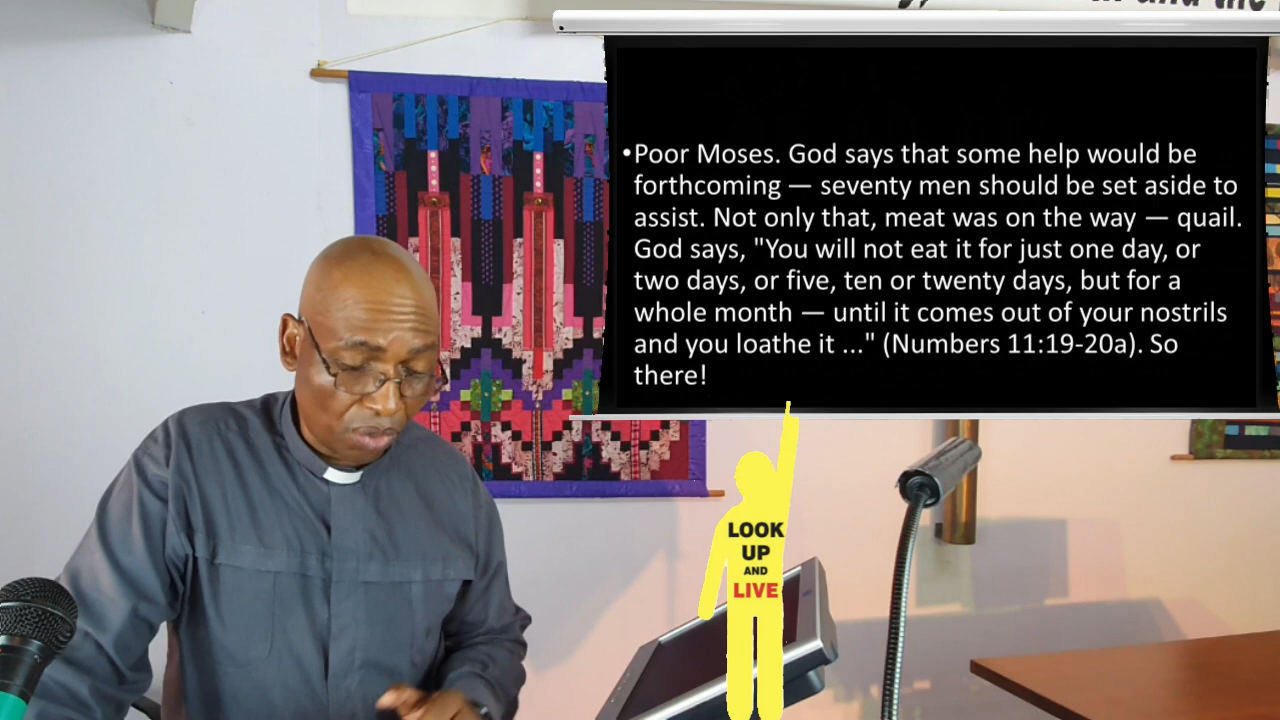 and the
•Poor Moses. God says that some help would be
forthcoming — seventy men should be set aside to
assist. Not only that, meat was on the way — quail.
God says, "You will not eat it for just one day, or
two days, or five, ten or twenty days, but for a
whole month — until it comes out of your nostrils
and you loathe it ..." (Numbers 11:19-20a). So
there!
LOOK
UP
AND
LIVE